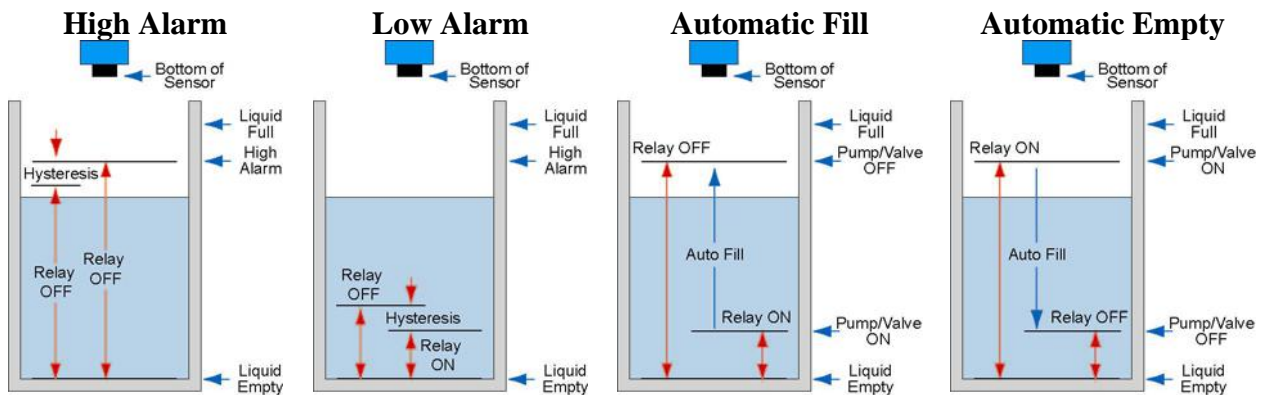 High Alarm
Bottom of
Sensor
Liquid
Full
High
Alarm
Hysteresis
Relay
OFF
Relay
OFF
Liquid
Empty
Low Alarm
Bottom of
Sensor
Liquid
Full
High
Alarm
Relay
OFF
Hysteresis
Relay
ON
Liquid
Empty
Automatic Fill
Bottom of
Sensor
Liquid
Full
Relay OFF
Pump/Valve
OFF
Auto Fill
Relay ON
Pump/Valve
ON
Liquid
Empty
Automatic Empty
Bottom of
Sensor
Liquid
Full
Relay ON
Pump/Valve
ON
Auto Fill
Relay OFF
Pump/Valve
OFF
Liquid
Empty